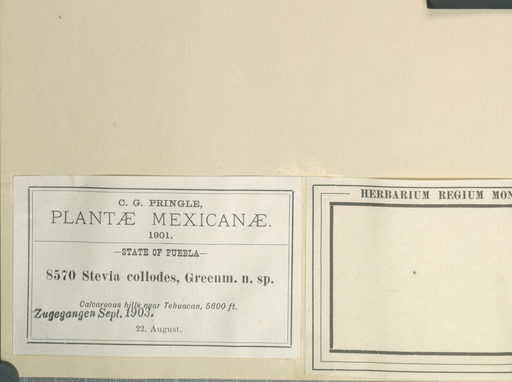 C. G. PRINGLE,
PLANTÆ MEXICANÆ.
1901.
—STATE OF PUEBLA—
8570 Stevia collodes, Greenm. n. sp.
Calcareous hills near Tehuacan, 5600 ft.
Zugegangen Sept. 1903.
22, August.
HERBARIUM REGIUM MON